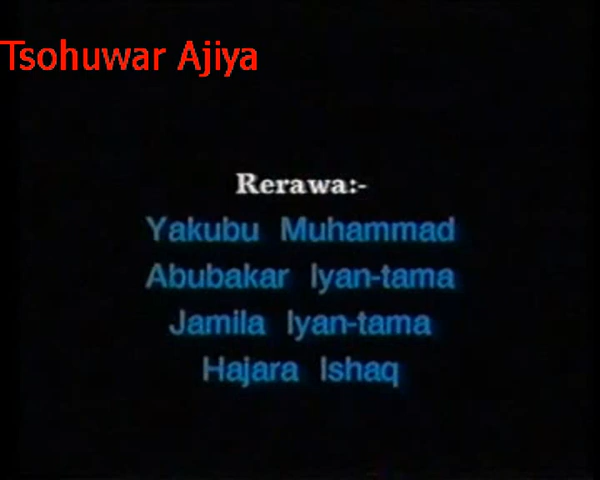 Tsohuwar Ajiya
Rerawa:-
Yakubu Muhammad
Abubakar Iyan-tama
Jamila Iyan-tama
Hajara Ishaq